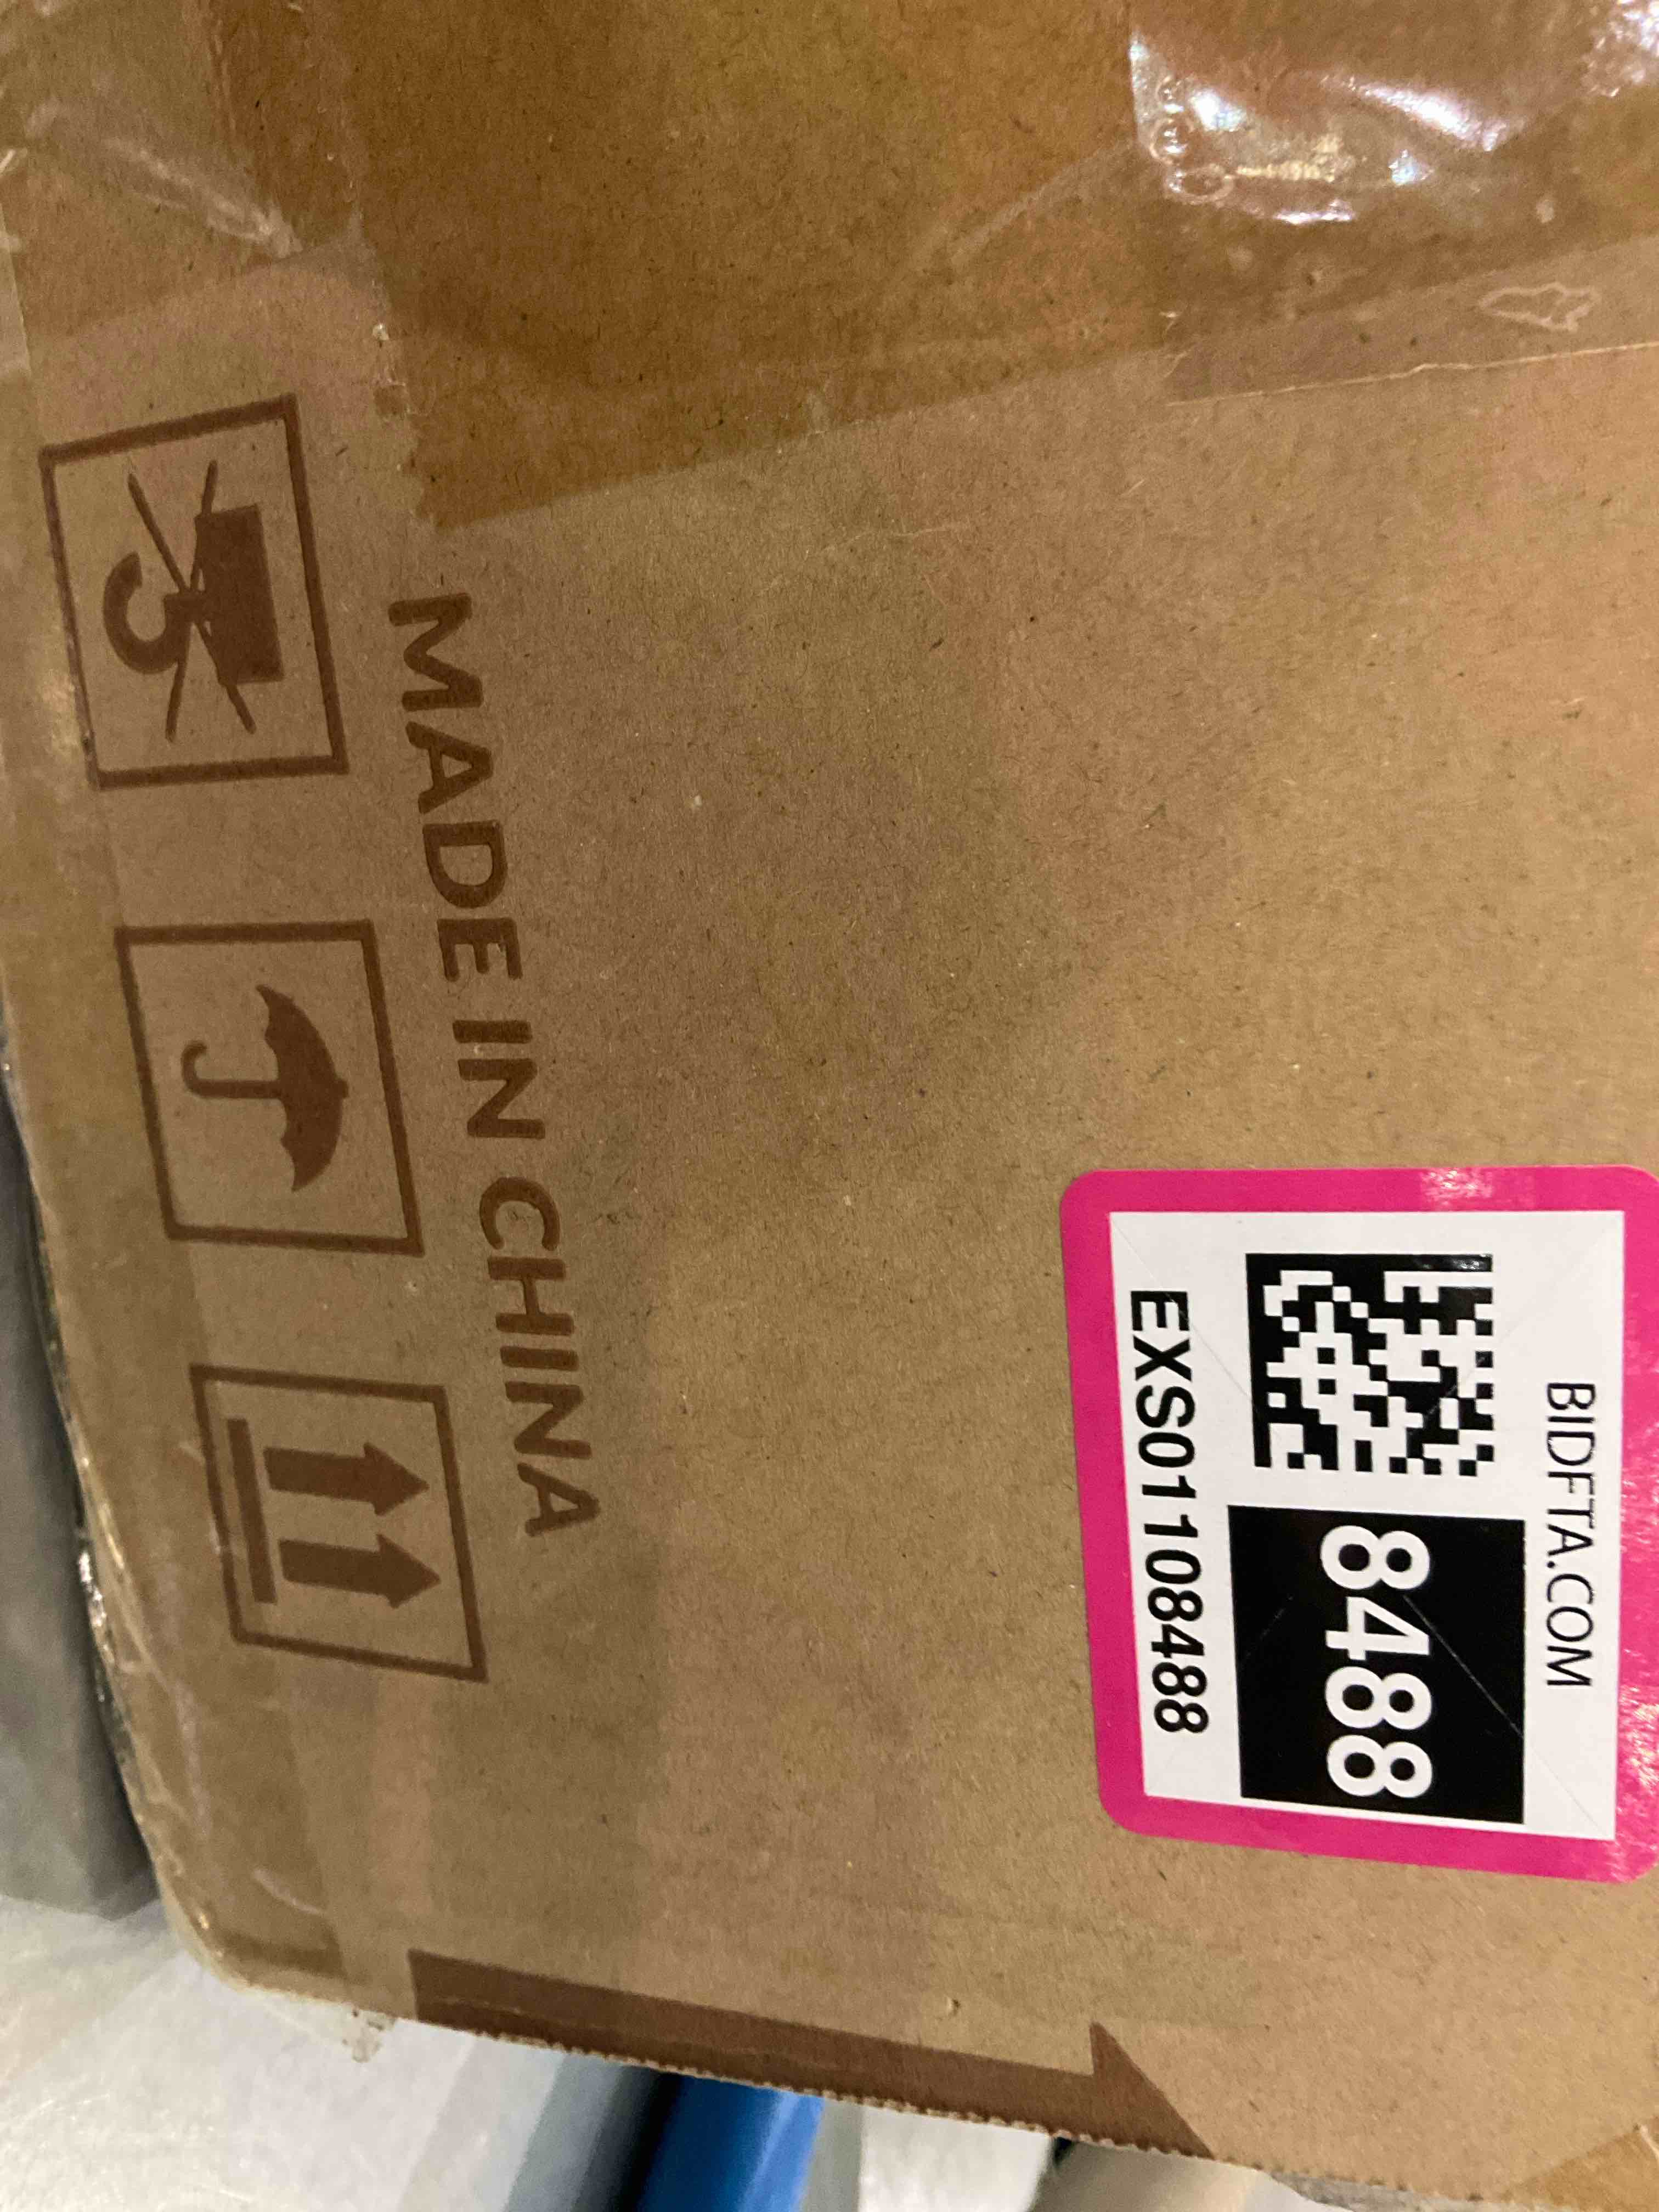 BIDFTA.COM
8488
EXS01108488
MADE IN CHINA